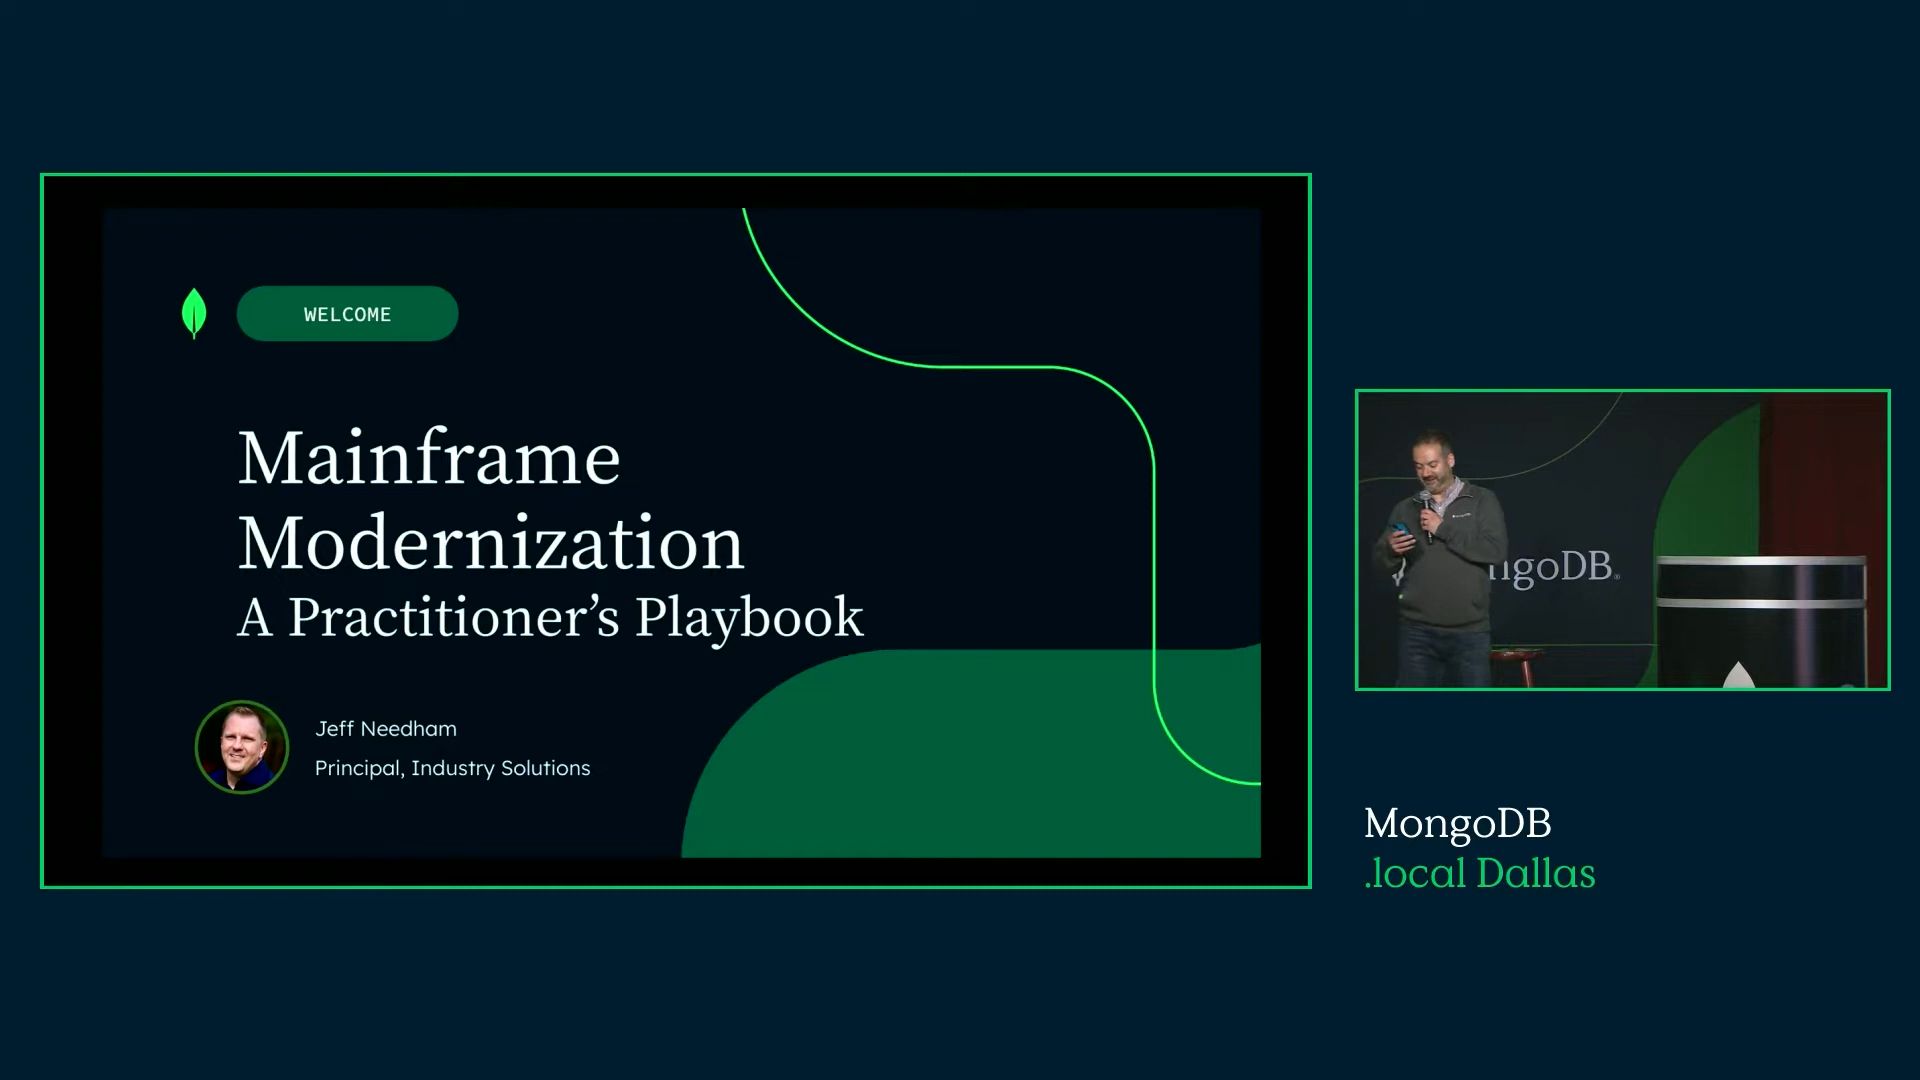 WELCOME
Mainframe
Modernization
A Practitioner’s Playbook
Jeff Needham
Principal, Industry Solutions
ngoDB®
MongoDB
.local Dallas